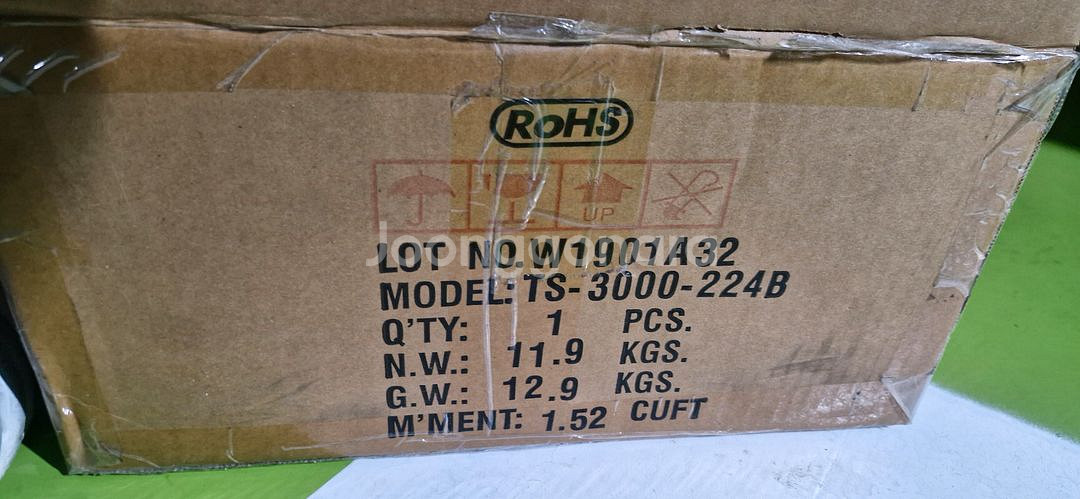 RoHS
UP
LOT NO. W1901A32
MODEL: TS-3000-224B
Q'TY: 1 PCS.
N.W.: 11.9 KGS.
G.W.: 12.9 KGS.
M'MENT: 1.52 CUFT